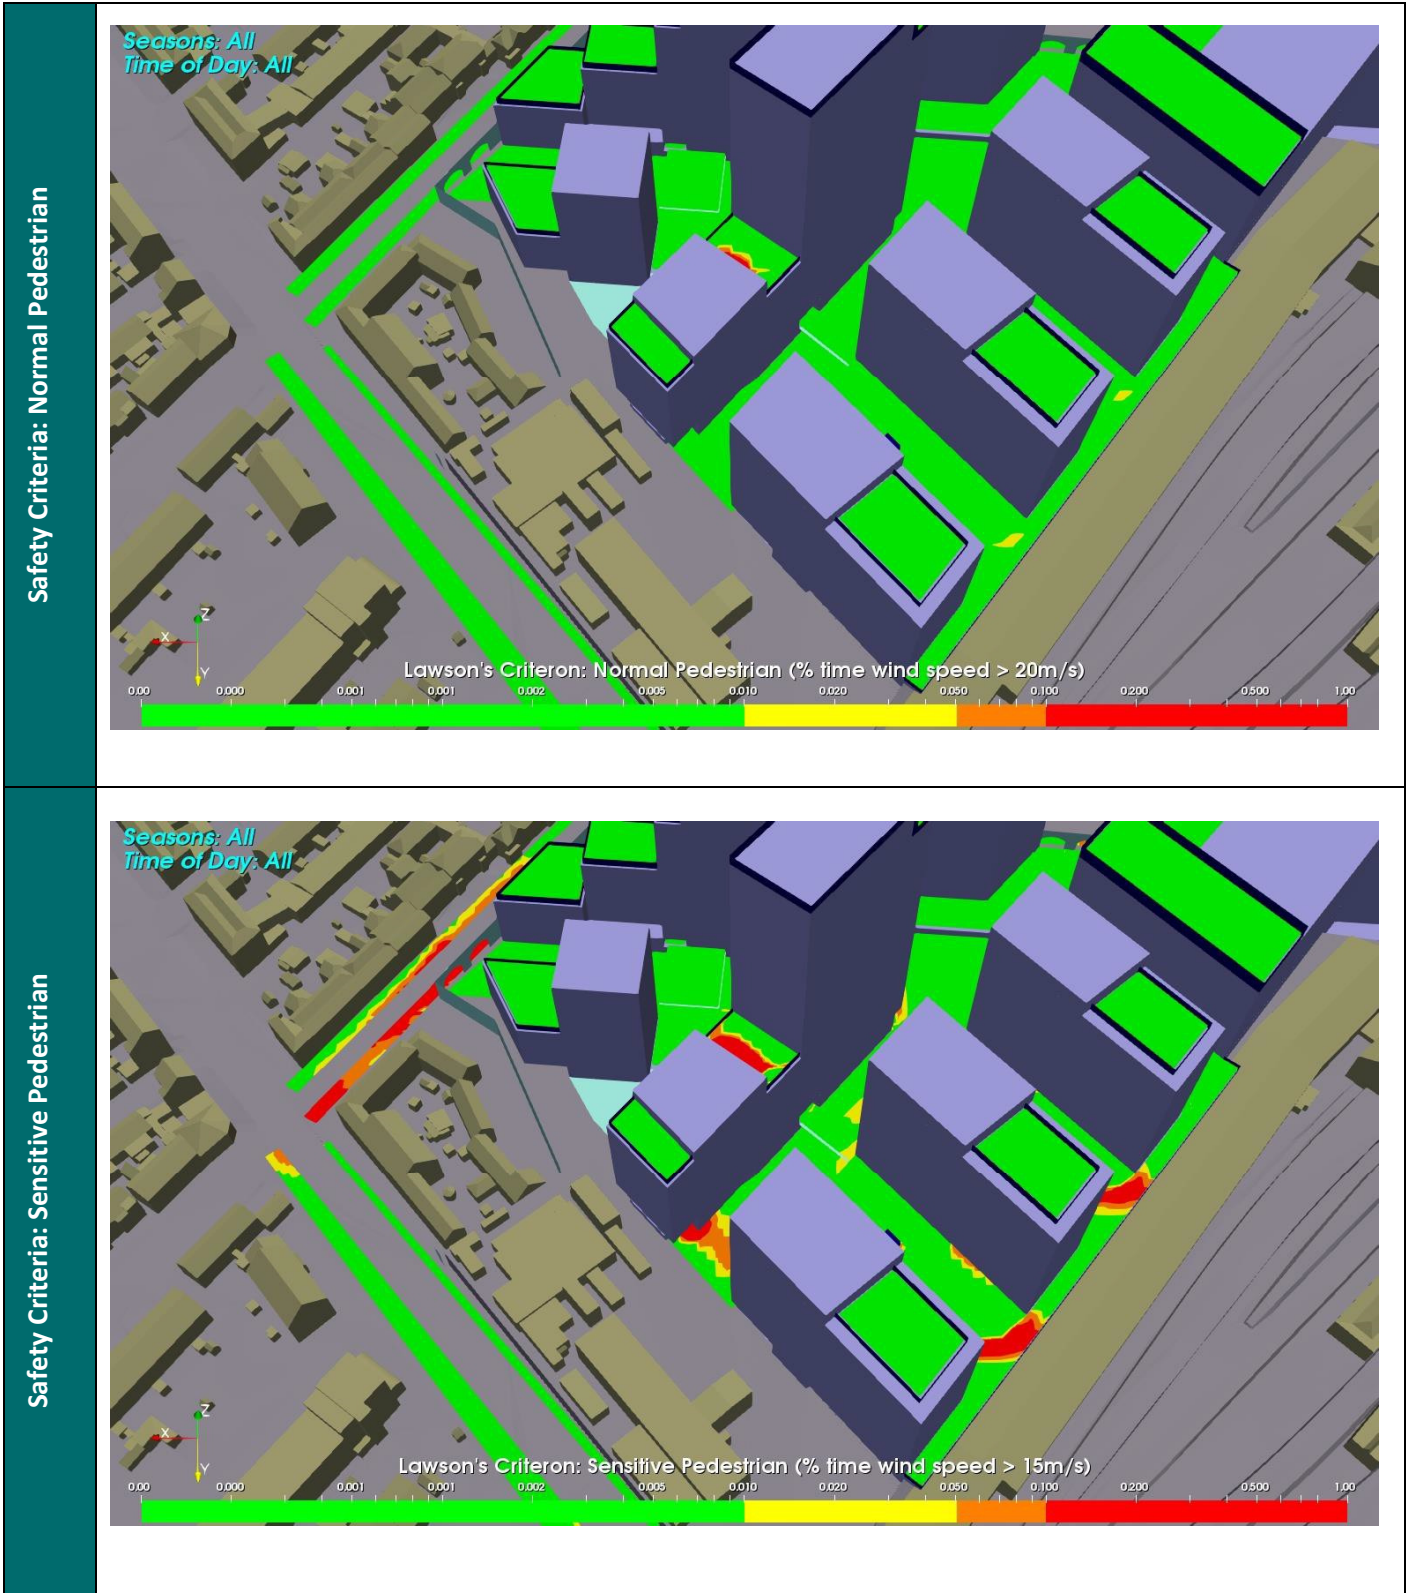 Safety Criteria: Normal Pedestrian
Seasons: All
Time of Day: All
Z
X
Y
Lawson's Criteron: Normal Pedestrian (% time wind speed > 20m/s)
0.00 0.000 0.001 0.001 0.002 0.005 0.010 0.020 0.050 0.100 0.200 0.500 1.00
Safety Criteria: Sensitive Pedestrian
Seasons: All
Time of Day: All
Z
X
Y
Lawson's Criteron: Sensitive Pedestrian (% time wind speed > 15m/s)
0.00 0.000 0.001 0.001 0.002 0.005 0.010 0.020 0.050 0.100 0.200 0.500 1.00